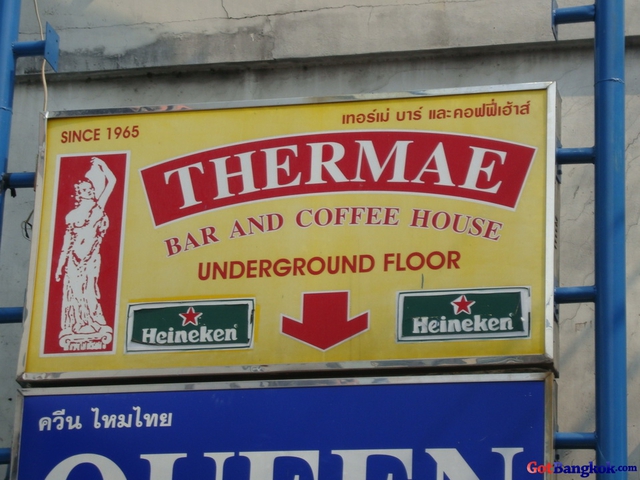 SINCE 1965
เทอร์เม่ บาร์ และคอฟฟี่เฮ้าส์
THERMAE
BAR AND COFFEE HOUSE
UNDERGROUND FLOOR
Heineken
Heineken
ควีน ไหมไทย
QUEEN
GotBangkok.com